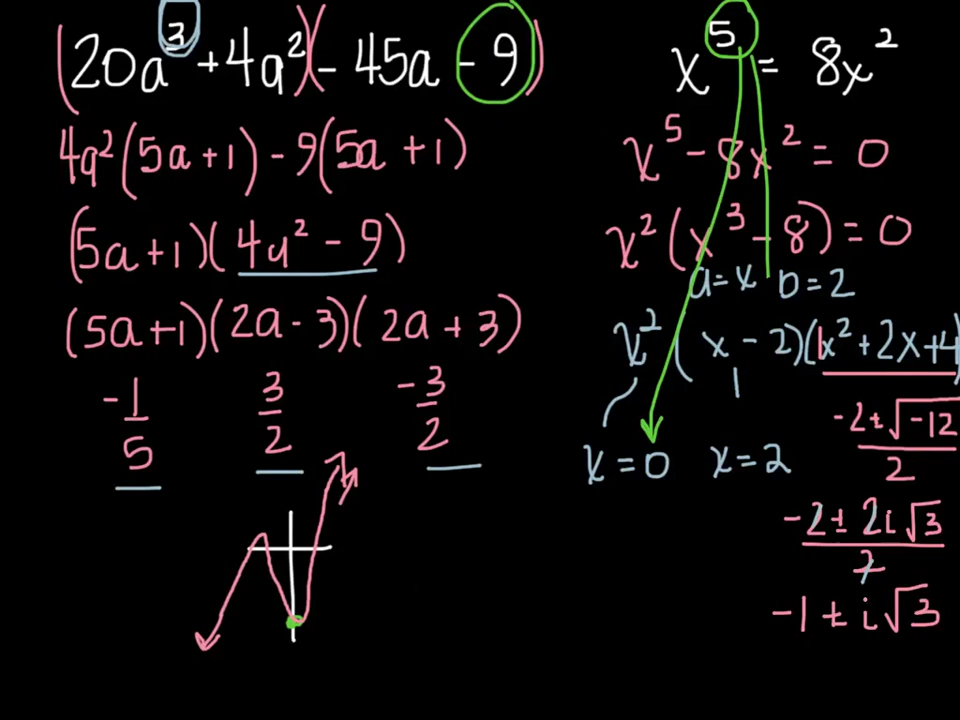 (20a³ + 4a²)(- 45a - 9)
4a²(5a + 1) - 9(5a + 1)
(5a + 1)(4a² - 9)
(5a + 1)(2a - 3)(2a + 3)
-1/5 3/2 -3/2
x⁵ = 8x²
x⁵ - 8x² = 0
x²(x³ - 8) = 0
a = x b = 2
x² (x - 2)(x² + 2x + 4)
x = 0 x = 2
-2 ± √-12
2
-2 ± 2i√3
2
-1 ± i√3